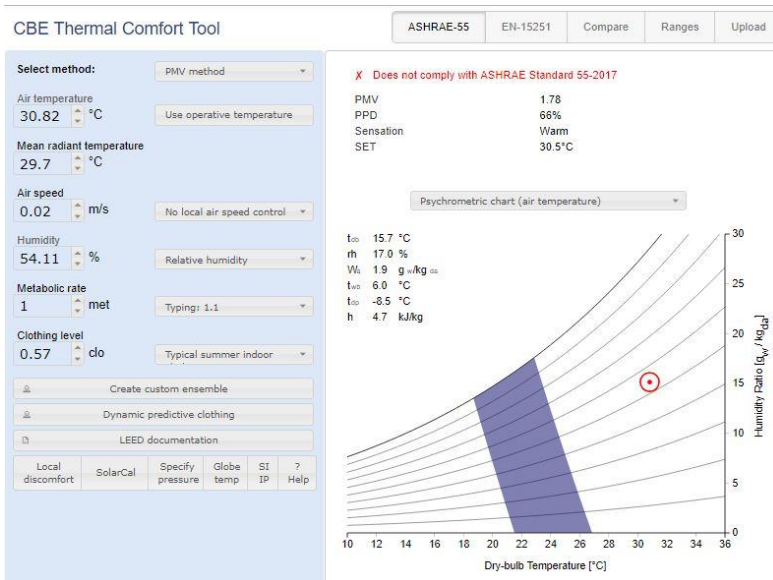 CBE Thermal Comfort Tool
ASHRAE-55 EN-15251 Compare Ranges Upload
Select method: PMV method
Air temperature
30.82 °C Use operative temperature
Mean radiant temperature
29.7 °C
Air speed
0.02 m/s No local air speed control
Humidity
54.11 % Relative humidity
Metabolic rate
1 met Typing: 1.1
Clothing level
0.57 clo Typical summer indoor
Create custom ensemble
Dynamic predictive clothing
LEED documentation
Local discomfort SolarCal Specify pressure Globe temp SI IP ? Help
✗ Does not comply with ASHRAE Standard 55-2017
PMV 1.78
PPD 66%
Sensation Warm
SET 30.5°C
Psychrometric chart (air temperature)
tdb 15.7 °C
rh 17.0 %
Wa 1.9 g w/kg da
twb 6.0 °C
tdp -8.5 °C
h 4.7 kJ/kg
30
25
20
15
10
5
0
Humidity Ratio [gw / kgda]
10 12 14 16 18 20 22 24 26 28 30 32 34 36
Dry-bulb Temperature [°C]